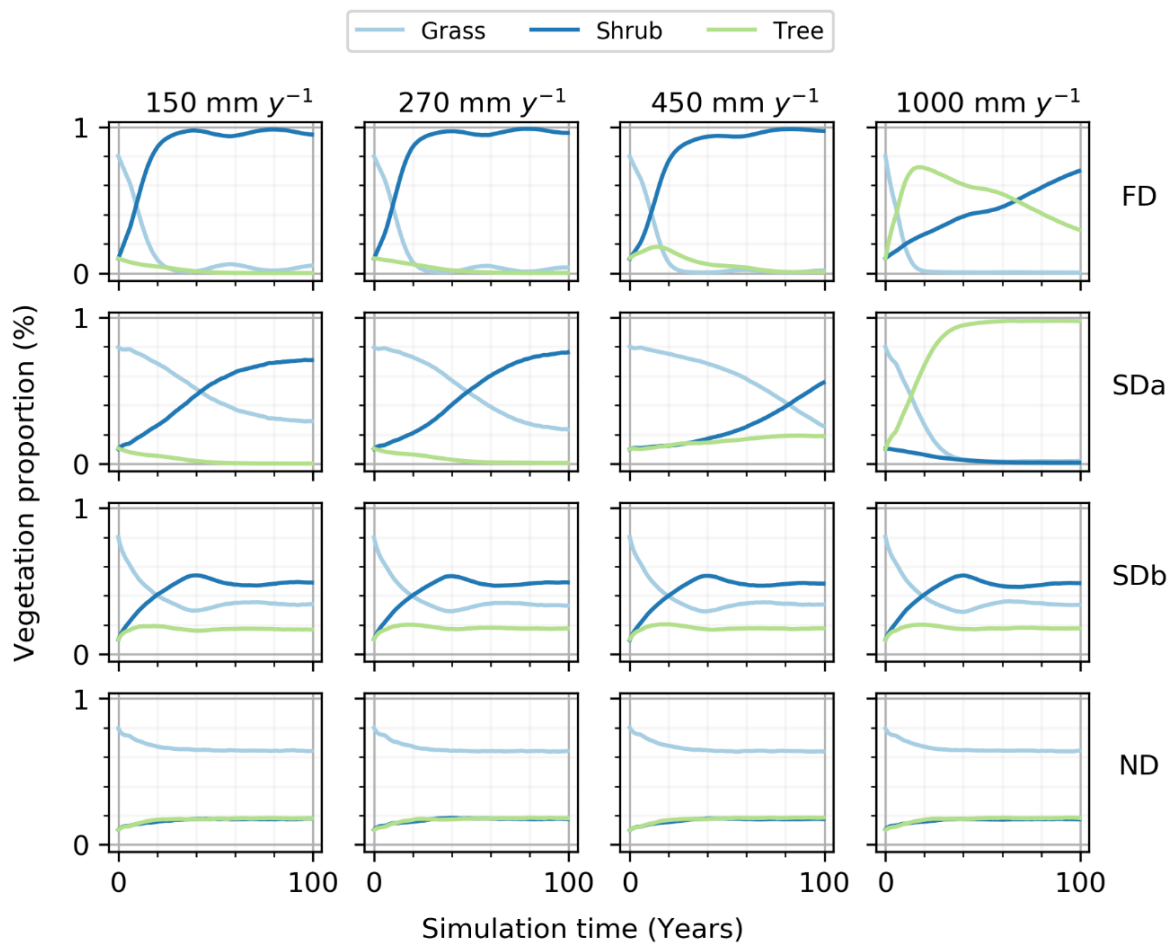 Grass Shrub Tree
150 mm y⁻¹ 270 mm y⁻¹ 450 mm y⁻¹ 1000 mm y⁻¹
1
0
FD
1
0
SDa
1
0
SDb
1
0
ND
0 100 0 100 0 100 0 100
Vegetation proportion (%)
Simulation time (Years)